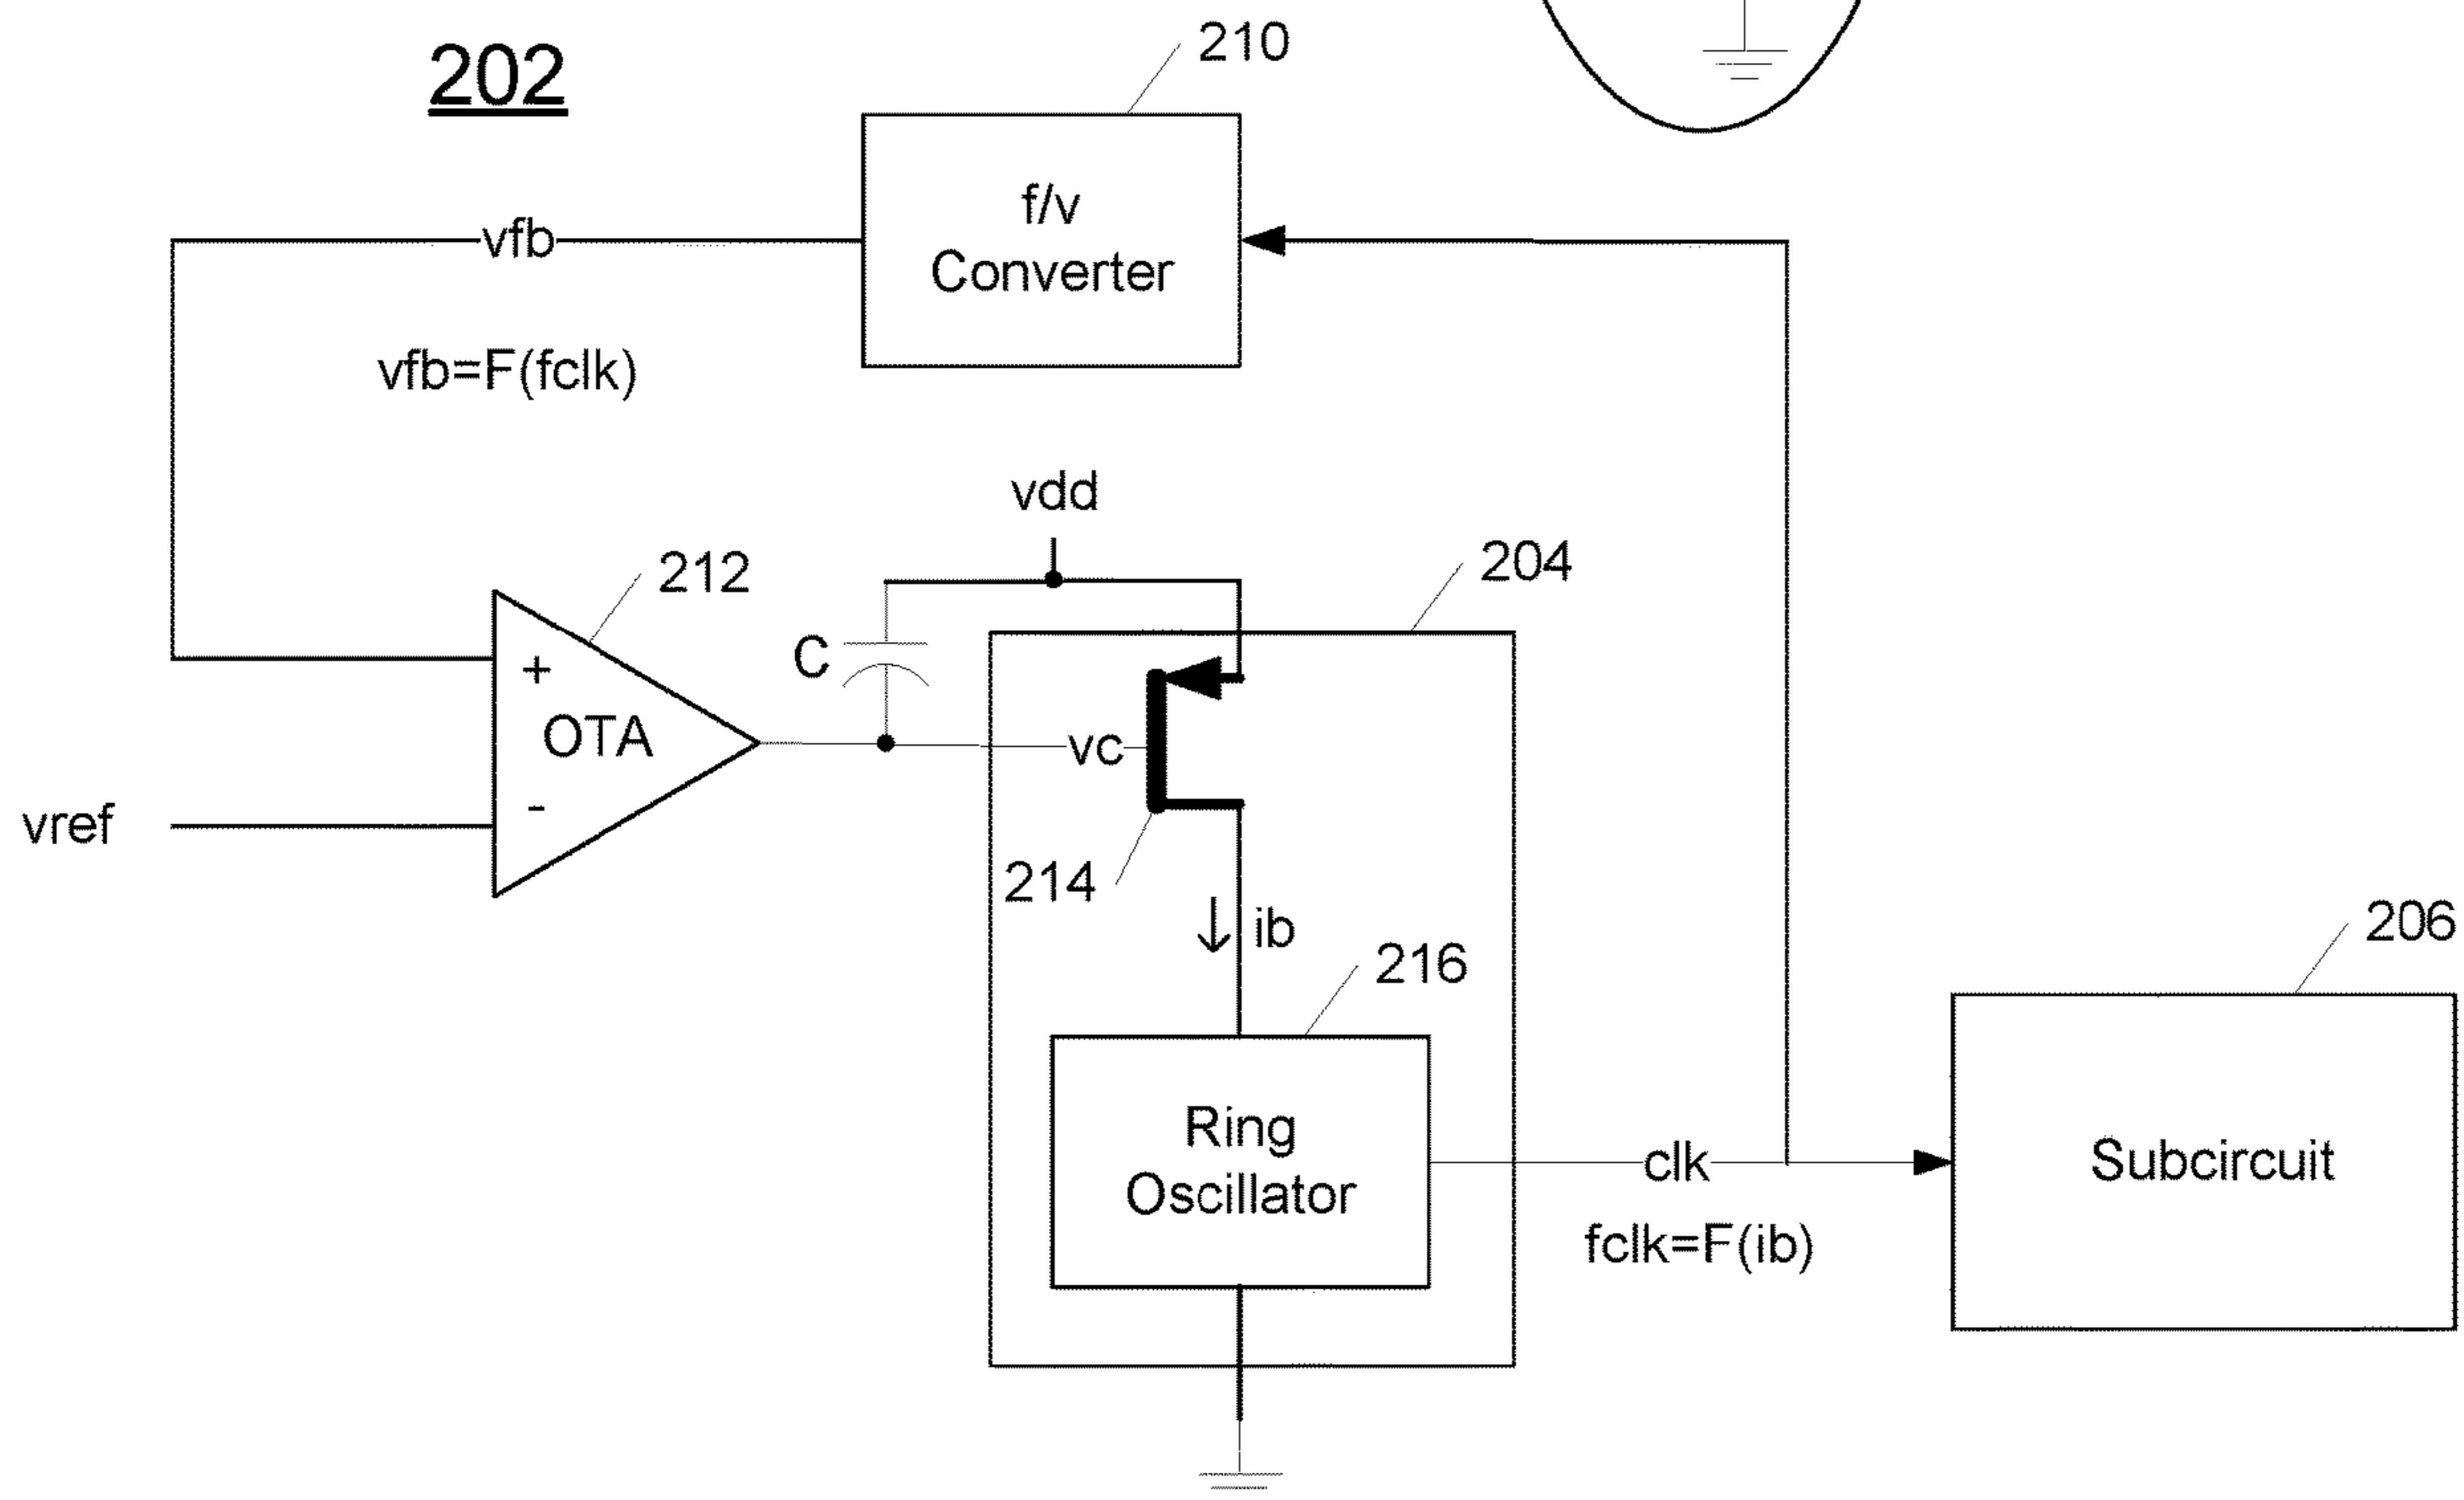 202
210
f/v
Converter
vfb
vfb=F(fclk)
vdd
212
204
C
+
OTA
-
vc
vref
214
ib
216
206
Ring
Oscillator
clk
Subcircuit
fclk=F(ib)